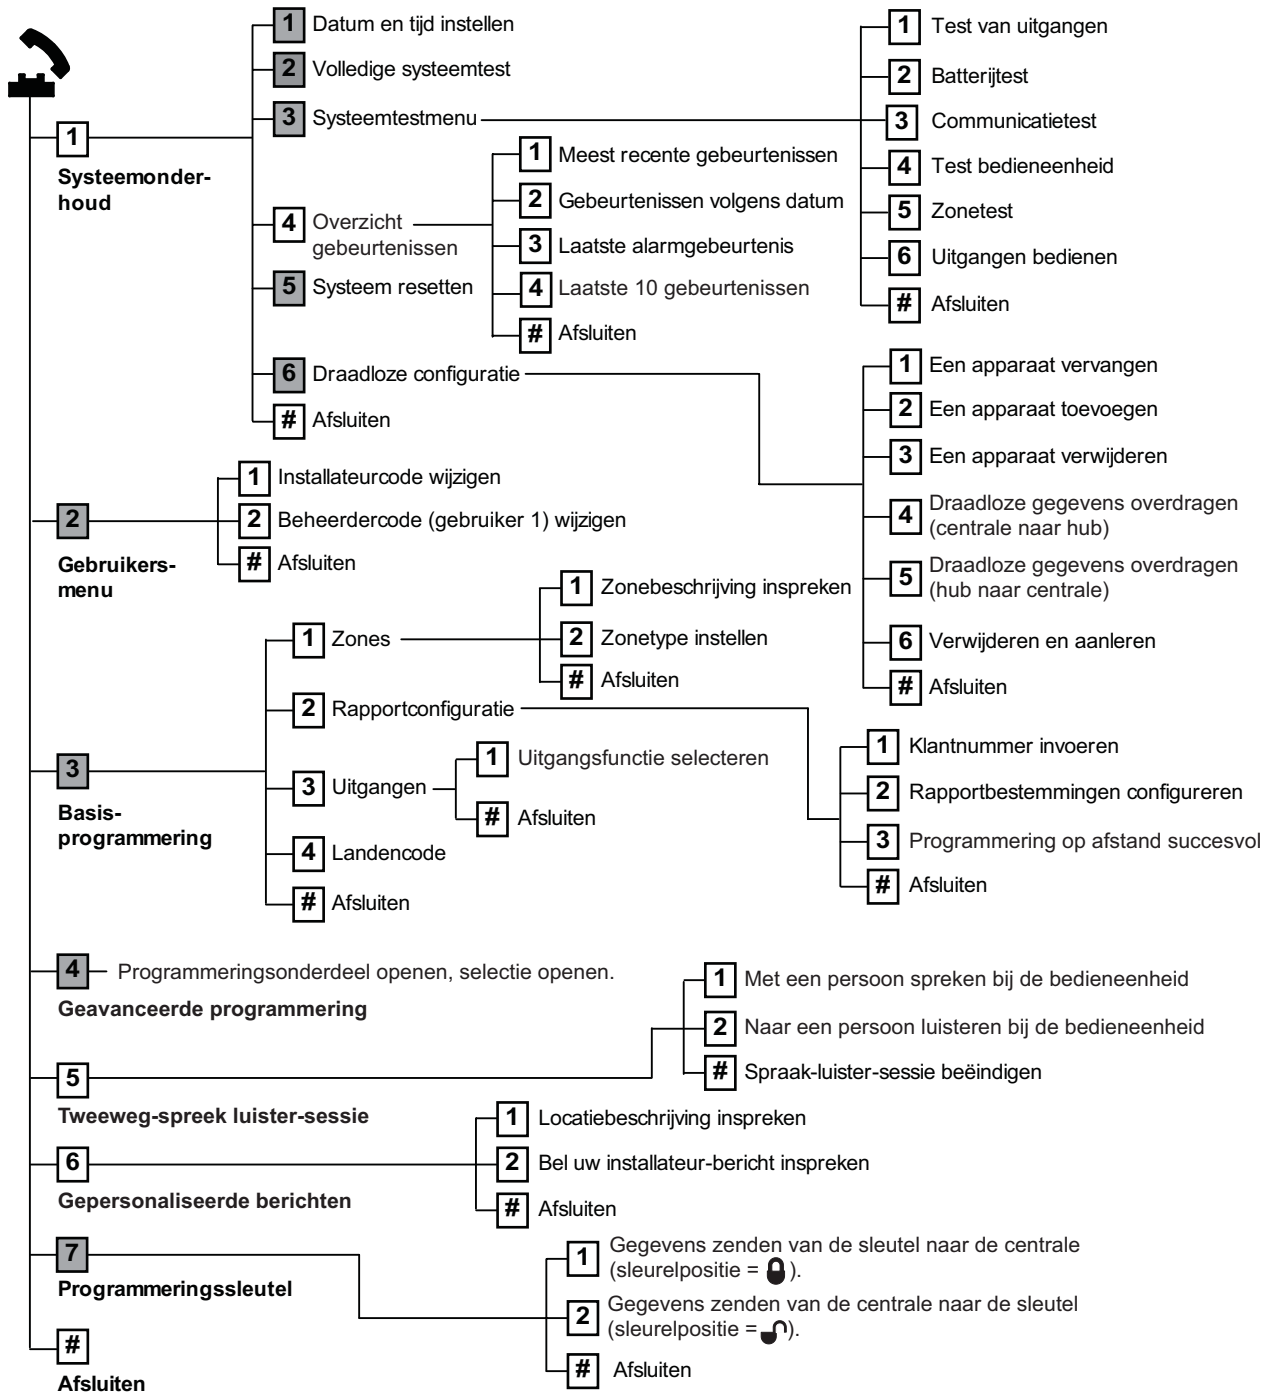 1 Datum en tijd instellen
2 Volledige systeemtest
3 Systeemtestmenu
1 Test van uitgangen
2 Batterijtest
3 Communicatietest
4 Test bedieneenheid
5 Zonetest
6 Uitgangen bedienen
# Afsluiten
1
Systeemonder-
houd
1 Meest recente gebeurtenissen
2 Gebeurtenissen volgens datum
3 Laatste alarmgebeurtenis
4 Laatste 10 gebeurtenissen
# Afsluiten
4 Overzicht
gebeurtenissen
5 Systeem resetten
6 Draadloze configuratie
# Afsluiten
1 Een apparaat vervangen
2 Een apparaat toevoegen
3 Een apparaat verwijderen
4 Draadloze gegevens overdragen
(centrale naar hub)
5 Draadloze gegevens overdragen
(hub naar centrale)
6 Verwijderen en aanleren
# Afsluiten
2
Gebruikers-
menu
1 Installateurcode wijzigen
2 Beheerdercode (gebruiker 1) wijzigen
# Afsluiten
3
Basis-
programmering
1 Zones
1 Zonebeschrijving inspreken
2 Zonetype instellen
# Afsluiten
2 Rapportconfiguratie
1 Klantnummer invoeren
2 Rapportbestemmingen configureren
3 Programmering op afstand succesvol
# Afsluiten
3 Uitgangen
1 Uitgangsfunctie selecteren
# Afsluiten
4 Landencode
# Afsluiten
4 Programmeringsonderdeel openen, selectie openen.
Geavanceerde programmering
5
Tweeweg-spreek luister-sessie
1 Met een persoon spreken bij de bedieneenheid
2 Naar een persoon luisteren bij de bedieneenheid
# Spraak-luister-sessie beëindigen
6
Gepersonaliseerde berichten
1 Locatiebeschrijving inspreken
2 Bel uw installateur-bericht inspreken
# Afsluiten
7
Programmeringssleutel
1 Gegevens zenden van de sleutel naar de centrale
(sleurelpositie = ).
2 Gegevens zenden van de centrale naar de sleutel
(sleurelpositie = ).
# Afsluiten
#
Afsluiten